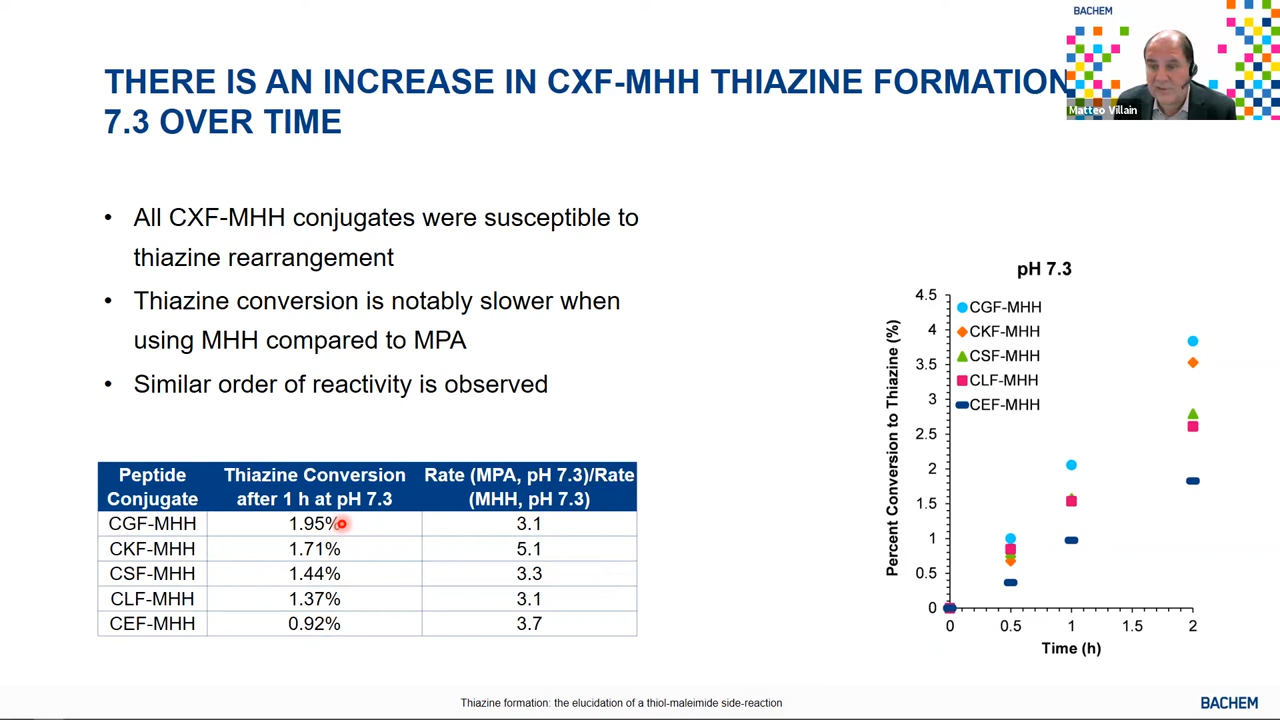 BACHEM
THERE IS AN INCREASE IN CXF-MHH THIAZINE FORMATION
7.3 OVER TIME
Matteo Villain
• All CXF-MHH conjugates were susceptible to
thiazine rearrangement
• Thiazine conversion is notably slower when
using MHH compared to MPA
• Similar order of reactivity is observed
Peptide Conjugate Thiazine Conversion after 1 h at pH 7.3 Rate (MPA, pH 7.3)/Rate (MHH, pH 7.3)
CGF-MHH 1.95% 3.1
CKF-MHH 1.71% 5.1
CSF-MHH 1.44% 3.3
CLF-MHH 1.37% 3.1
CEF-MHH 0.92% 3.7
pH 7.3
Percent Conversion to Thiazine (%)
4.5
4
3.5
3
2.5
2
1.5
1
0.5
0
CGF-MHH
CKF-MHH
CSF-MHH
CLF-MHH
CEF-MHH
0 0.5 1 1.5 2
Time (h)
Thiazine formation: the elucidation of a thiol-maleimide side-reaction
BACHEM